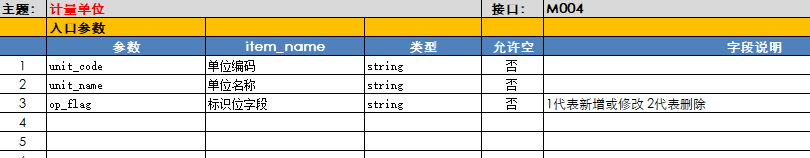 主题： 计量单位 接口： M004
入口参数
参数 item_name 类型 允许空 字段说明
1 unit_code 单位编码 string 否
2 unit_name 单位名称 string 否
3 op_flag 标识位字段 string 否 1代表新增或修改 2代表删除
4
5